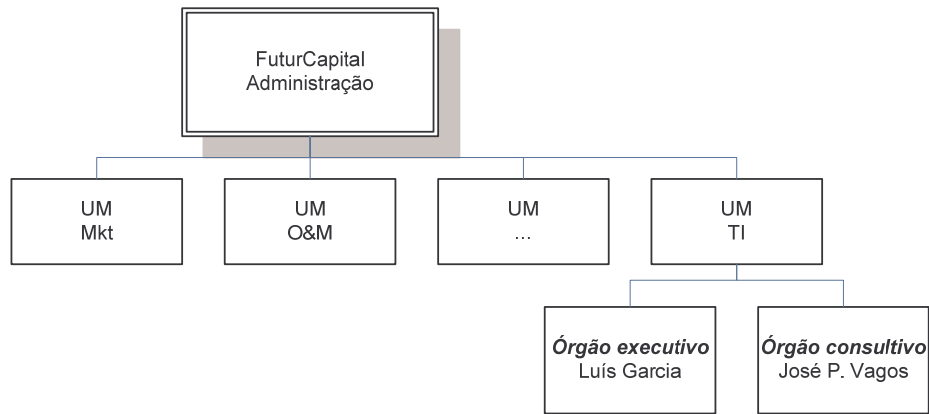 FuturCapital
Administração
UM
Mkt
UM
O&M
UM
...
UM
TI
Órgão executivo
Luís Garcia
Órgão consultivo
José P. Vagos